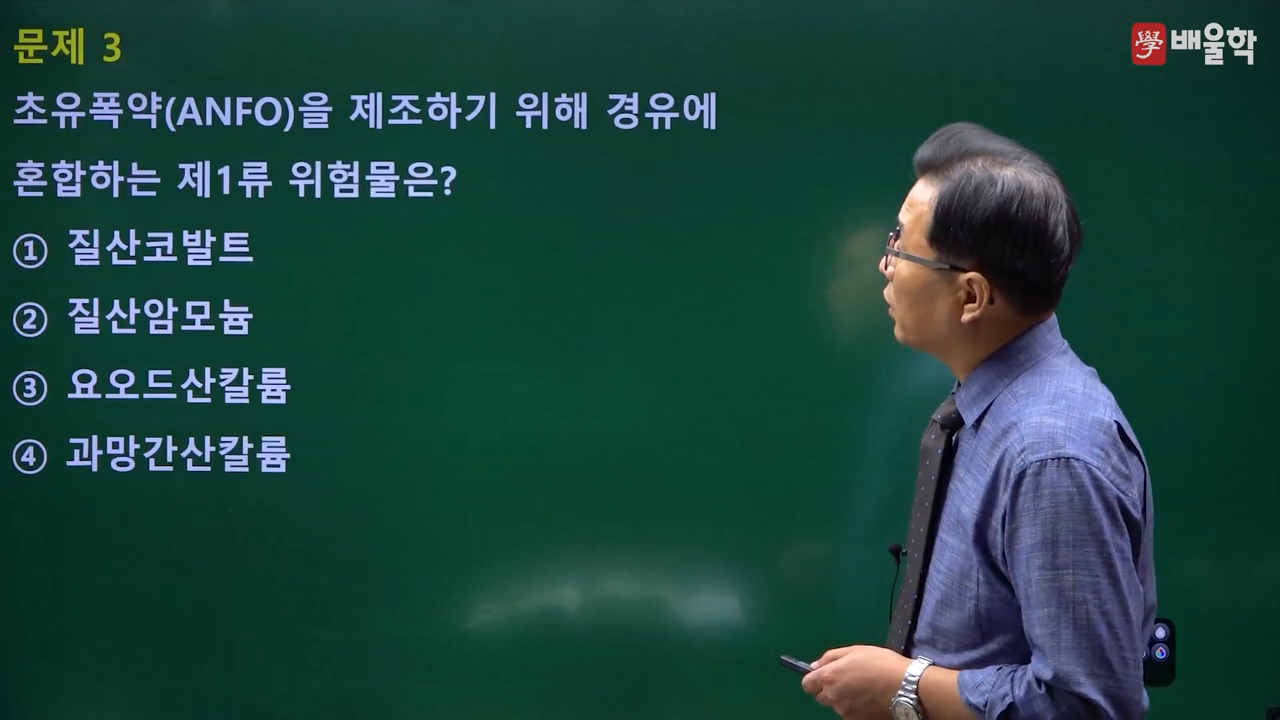 문제 3
學 배울학
초유폭약(ANFO)을 제조하기 위해 경유에
혼합하는 제1류 위험물은?
① 질산코발트
② 질산암모늄
③ 요오드산칼륨
④ 과망간산칼륨